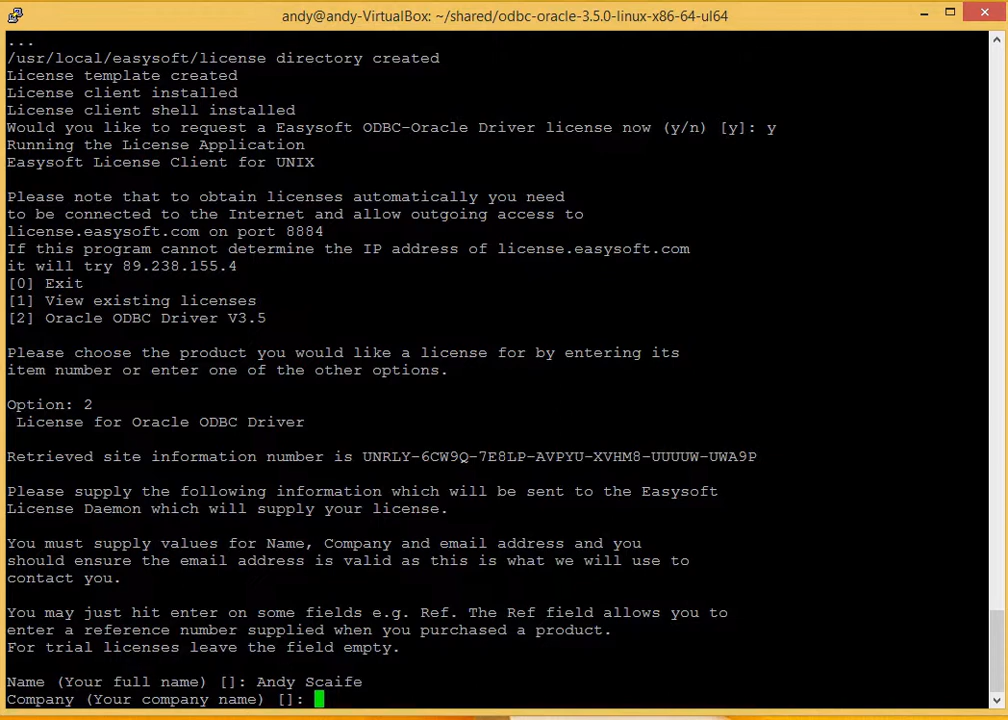 andy@andy-VirtualBox: ~/shared/odbc-oracle-3.5.0-linux-x86-64-ul64
...
/usr/local/easysoft/license directory created
License template created
License client installed
License client shell installed
Would you like to request a Easysoft ODBC-Oracle Driver license now (y/n) [y]: y
Running the License Application
Easysoft License Client for UNIX
Please note that to obtain licenses automatically you need
to be connected to the Internet and allow outgoing access to
license.easysoft.com on port 8884
If this program cannot determine the IP address of license.easysoft.com
it will try 89.238.155.4
[0] Exit
[1] View existing licenses
[2] Oracle ODBC Driver V3.5
Please choose the product you would like a license for by entering its
item number or enter one of the other options.
Option: 2
License for Oracle ODBC Driver
Retrieved site information number is UNRLY-6CW9Q-7E8LP-AVPYU-XVHM8-UUUUW-UWA9P
Please supply the following information which will be sent to the Easysoft
License Daemon which will supply your license.
You must supply values for Name, Company and email address and you
should ensure the email address is valid as this is what we will use to
contact you.
You may just hit enter on some fields e.g. Ref. The Ref field allows you to
enter a reference number supplied when you purchased a product.
For trial licenses leave the field empty.
Name (Your full name) []: Andy Scaife
Company (Your company name) []: